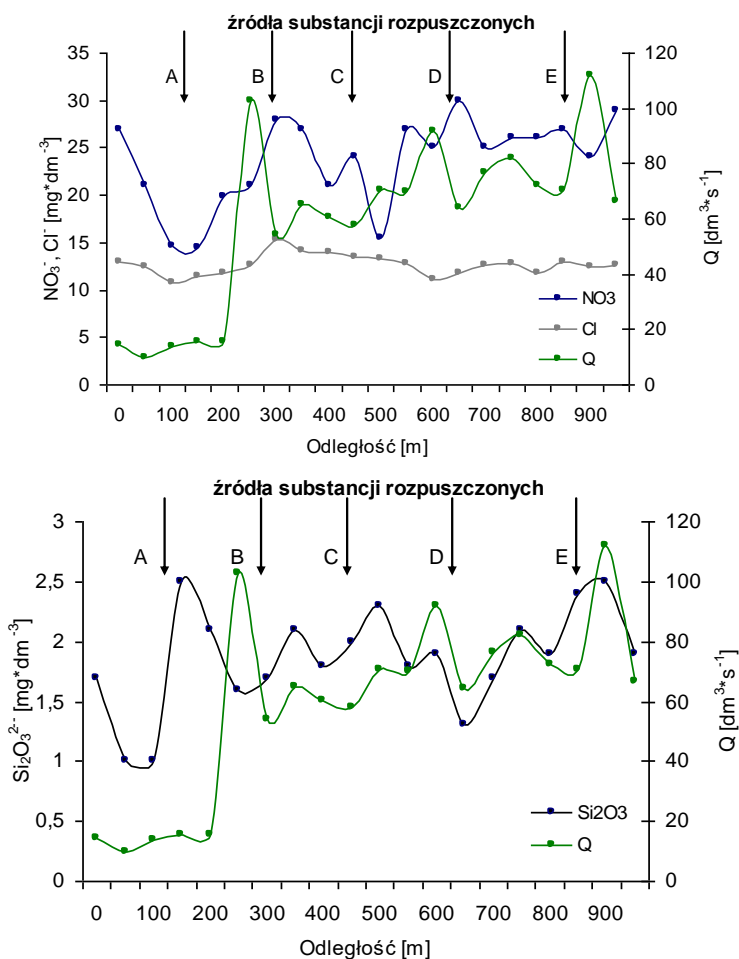 źródła substancji rozpuszczonych
35
30
25
20
15
10
5
0
NO₃⁻, Cl⁻ [mg*dm⁻³]
A
B
C
D
E
120
100
80
60
40
20
0
Q [dm³*s⁻¹]
NO3
Cl
Q
0 100 200 300 400 500 600 700 800 900
Odległość [m]
źródła substancji rozpuszczonych
3
2,5
2
1,5
1
0,5
0
Si₂O₃²⁻⁻ [mg*dm⁻³]
A
B
C
D
E
120
100
80
60
40
20
0
Q [dm³*s⁻¹]
Si2O3
Q
0 100 200 300 400 500 600 700 800 900
Odległość [m]